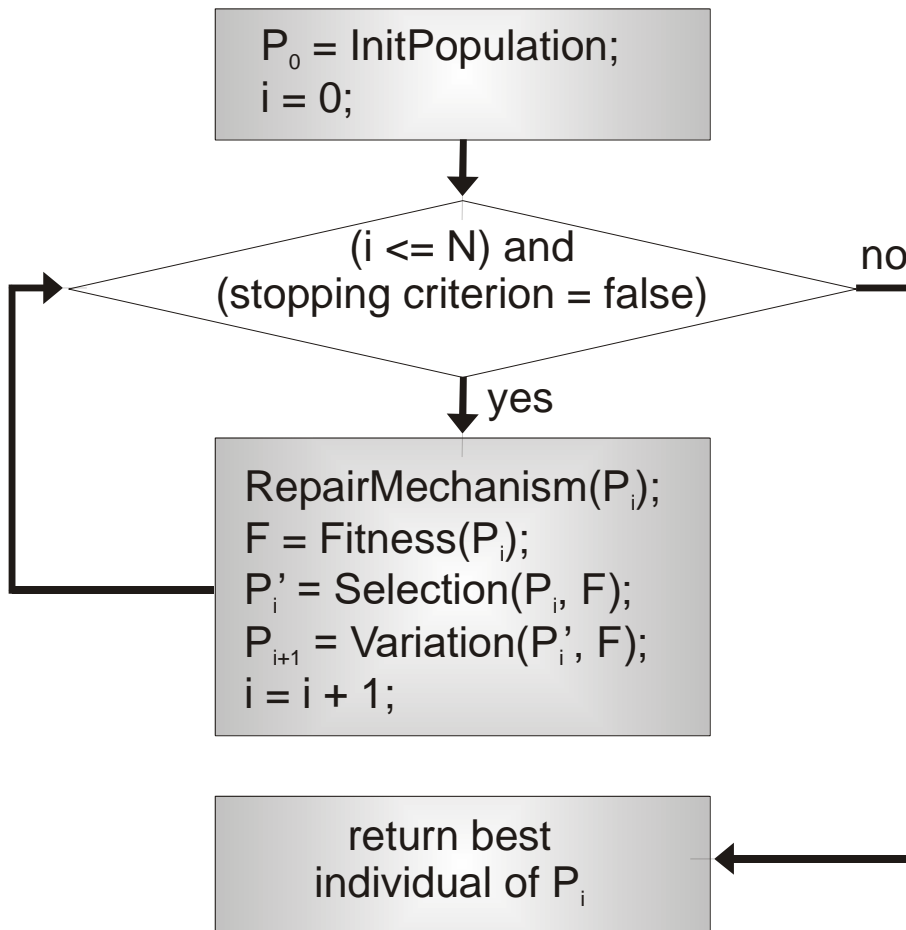 P₀ = InitPopulation;
i = 0;
(i <= N) and
(stopping criterion = false)
no
yes
RepairMechanism(Pᵢ);
F = Fitness(Pᵢ);
Pᵢ’ = Selection(Pᵢ, F);
Pᵢ₊₁ = Variation(Pᵢ’, F);
i = i + 1;
return best
individual of Pᵢ